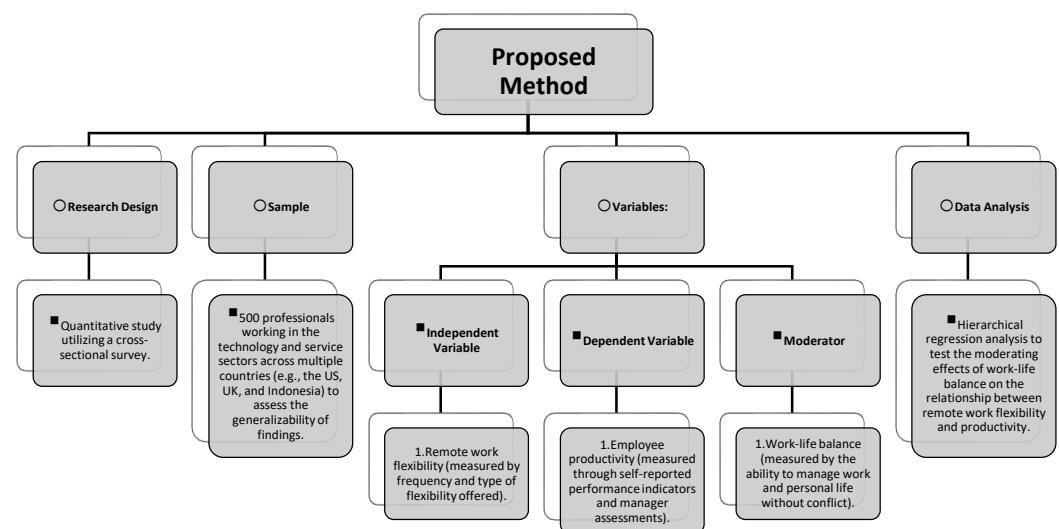 Proposed
Method
○Research Design
○Sample
○Variables:
○Data Analysis
■Quantitative study
utilizing a cross-
sectional survey.
■500 professionals
working in the
technology and service
sectors across multiple
countries (e.g., the US,
UK, and Indonesia) to
assess the
generalizability of
findings.
■Independent
Variable
■Dependent Variable
■Moderator
■Hierarchical
regression analysis to
test the moderating
effects of work-life
balance on the
relationship between
remote work flexibility
and productivity.
1.Remote work
flexibility (measured by
frequency and type of
flexibility offered).
1.Employee
productivity (measured
through self-reported
performance indicators
and manager
assessments).
1.Work-life balance
(measured by the
ability to manage work
and personal life
without conflict).